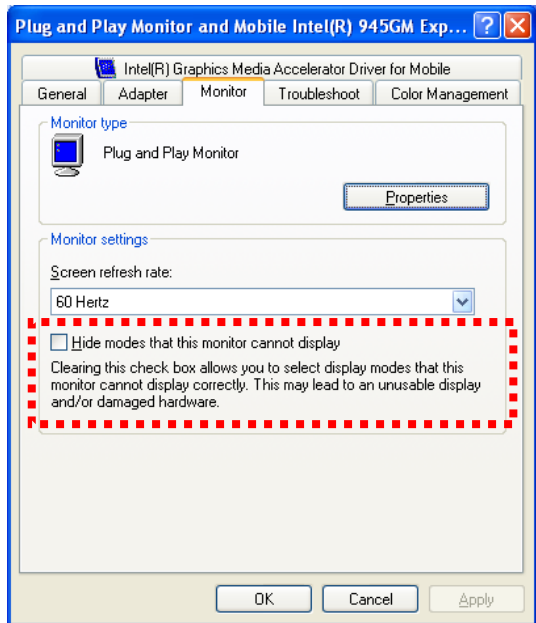 Plug and Play Monitor and Mobile Intel(R) 945GM Exp...
Intel(R) Graphics Media Accelerator Driver for Mobile
General Adapter Monitor Troubleshoot Color Management
Monitor type
Plug and Play Monitor
Properties
Monitor settings
Screen refresh rate:
60 Hertz
Hide modes that this monitor cannot display
Clearing this check box allows you to select display modes that this
monitor cannot display correctly. This may lead to an unusable display
and/or damaged hardware.
OK Cancel Apply